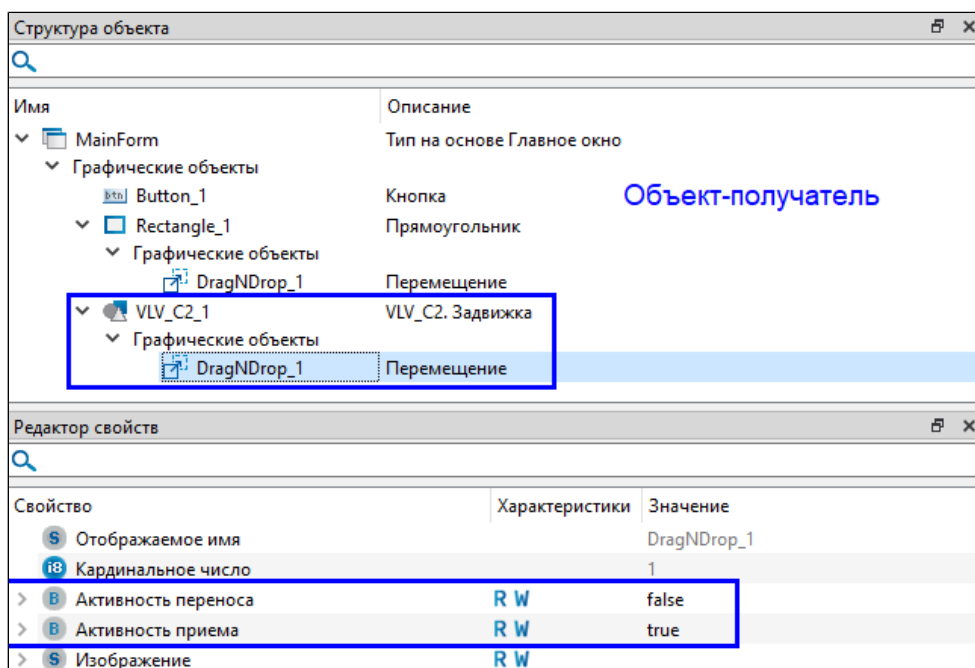 Структура объекта
Имя Описание
MainForm Тип на основе Главное окно
Графические объекты
btn Button_1 Кнопка Объект-получатель
Rectangle_1 Прямоугольник
Графические объекты
DragNDrop_1 Перемещение
VLV_C2_1 VLV_C2. Задвижка
Графические объекты
DragNDrop_1 Перемещение
Редактор свойств
Свойство Характеристики Значение
S Отображаемое имя DragNDrop_1
i8 Кардинальное число 1
B Активность переноса R W false
B Активность приема R W true
S Изображение R W